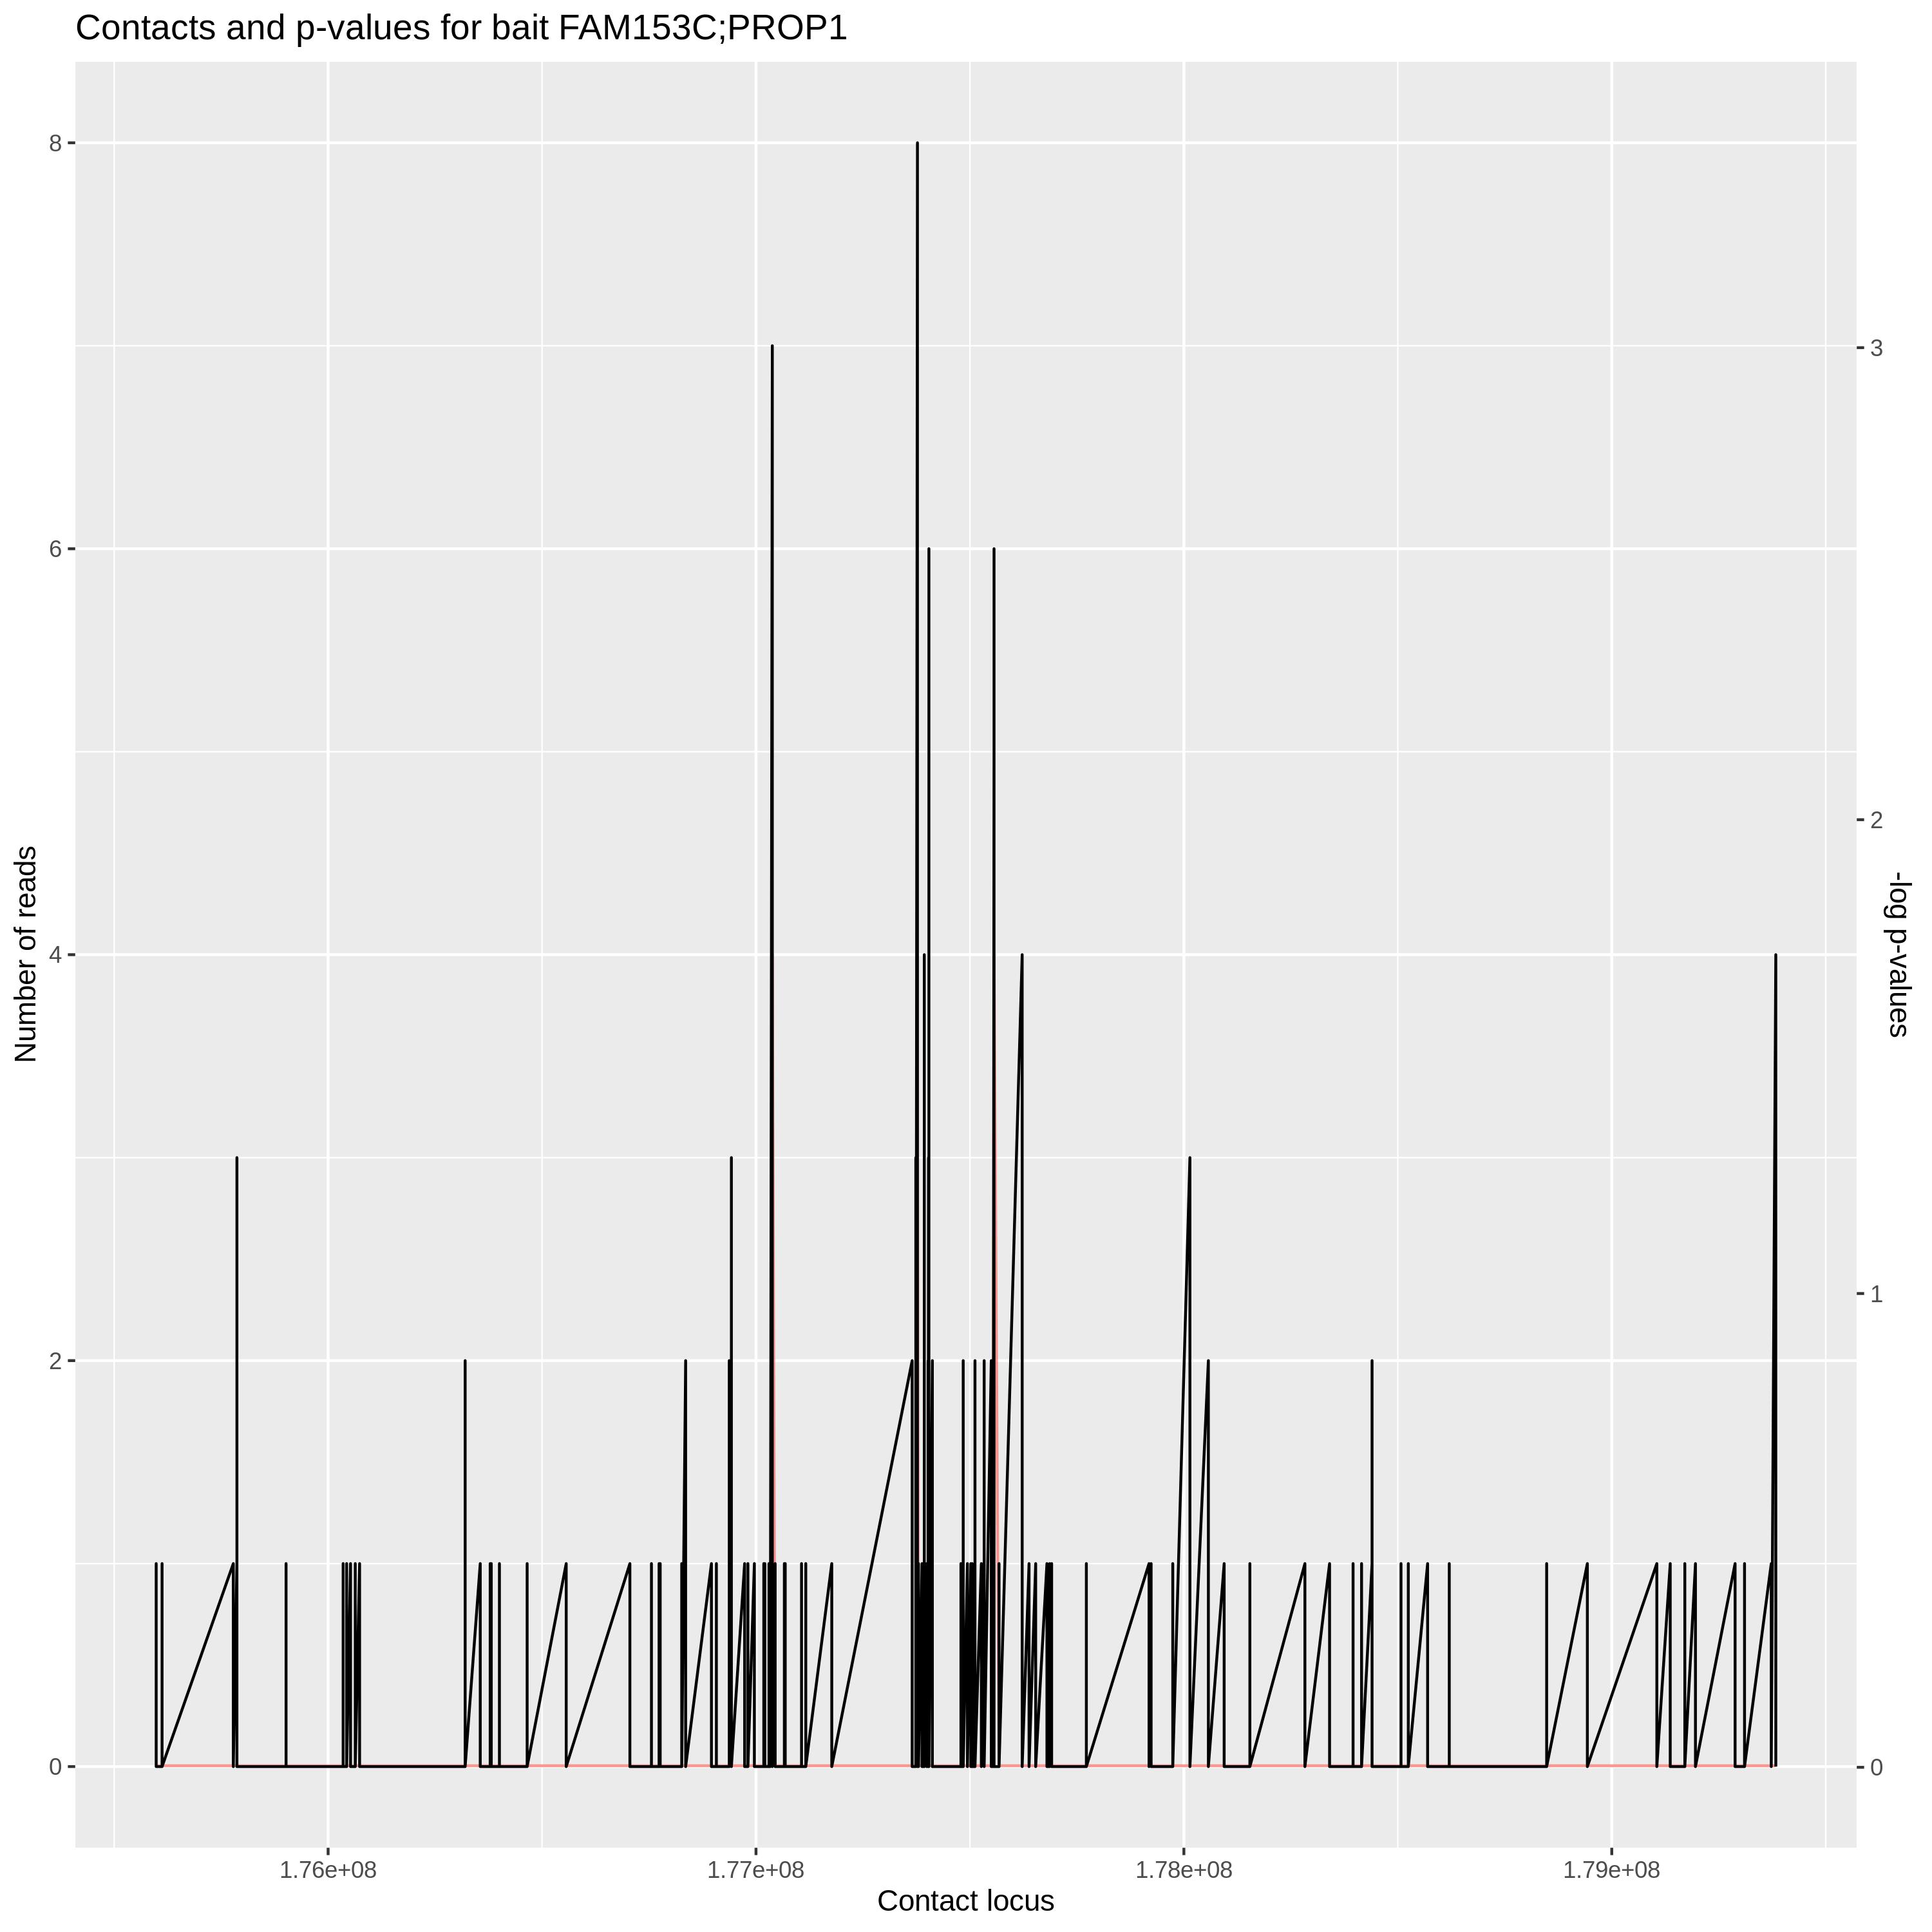 Contacts and p-values for bait FAM153C;PROP1
8
6
4
2
0
Number of reads
3
2
1
0
-log p-values
1.76e+08
1.77e+08
1.78e+08
1.79e+08
Contact locus